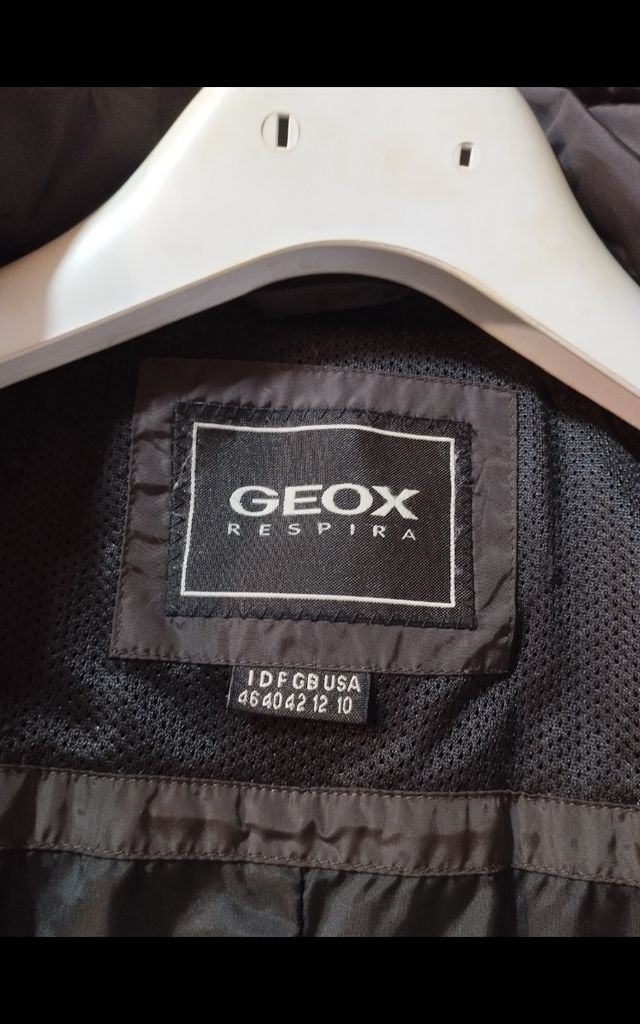 GEOX
RESPIRA
I D F GB USA
46 40 42 12 10